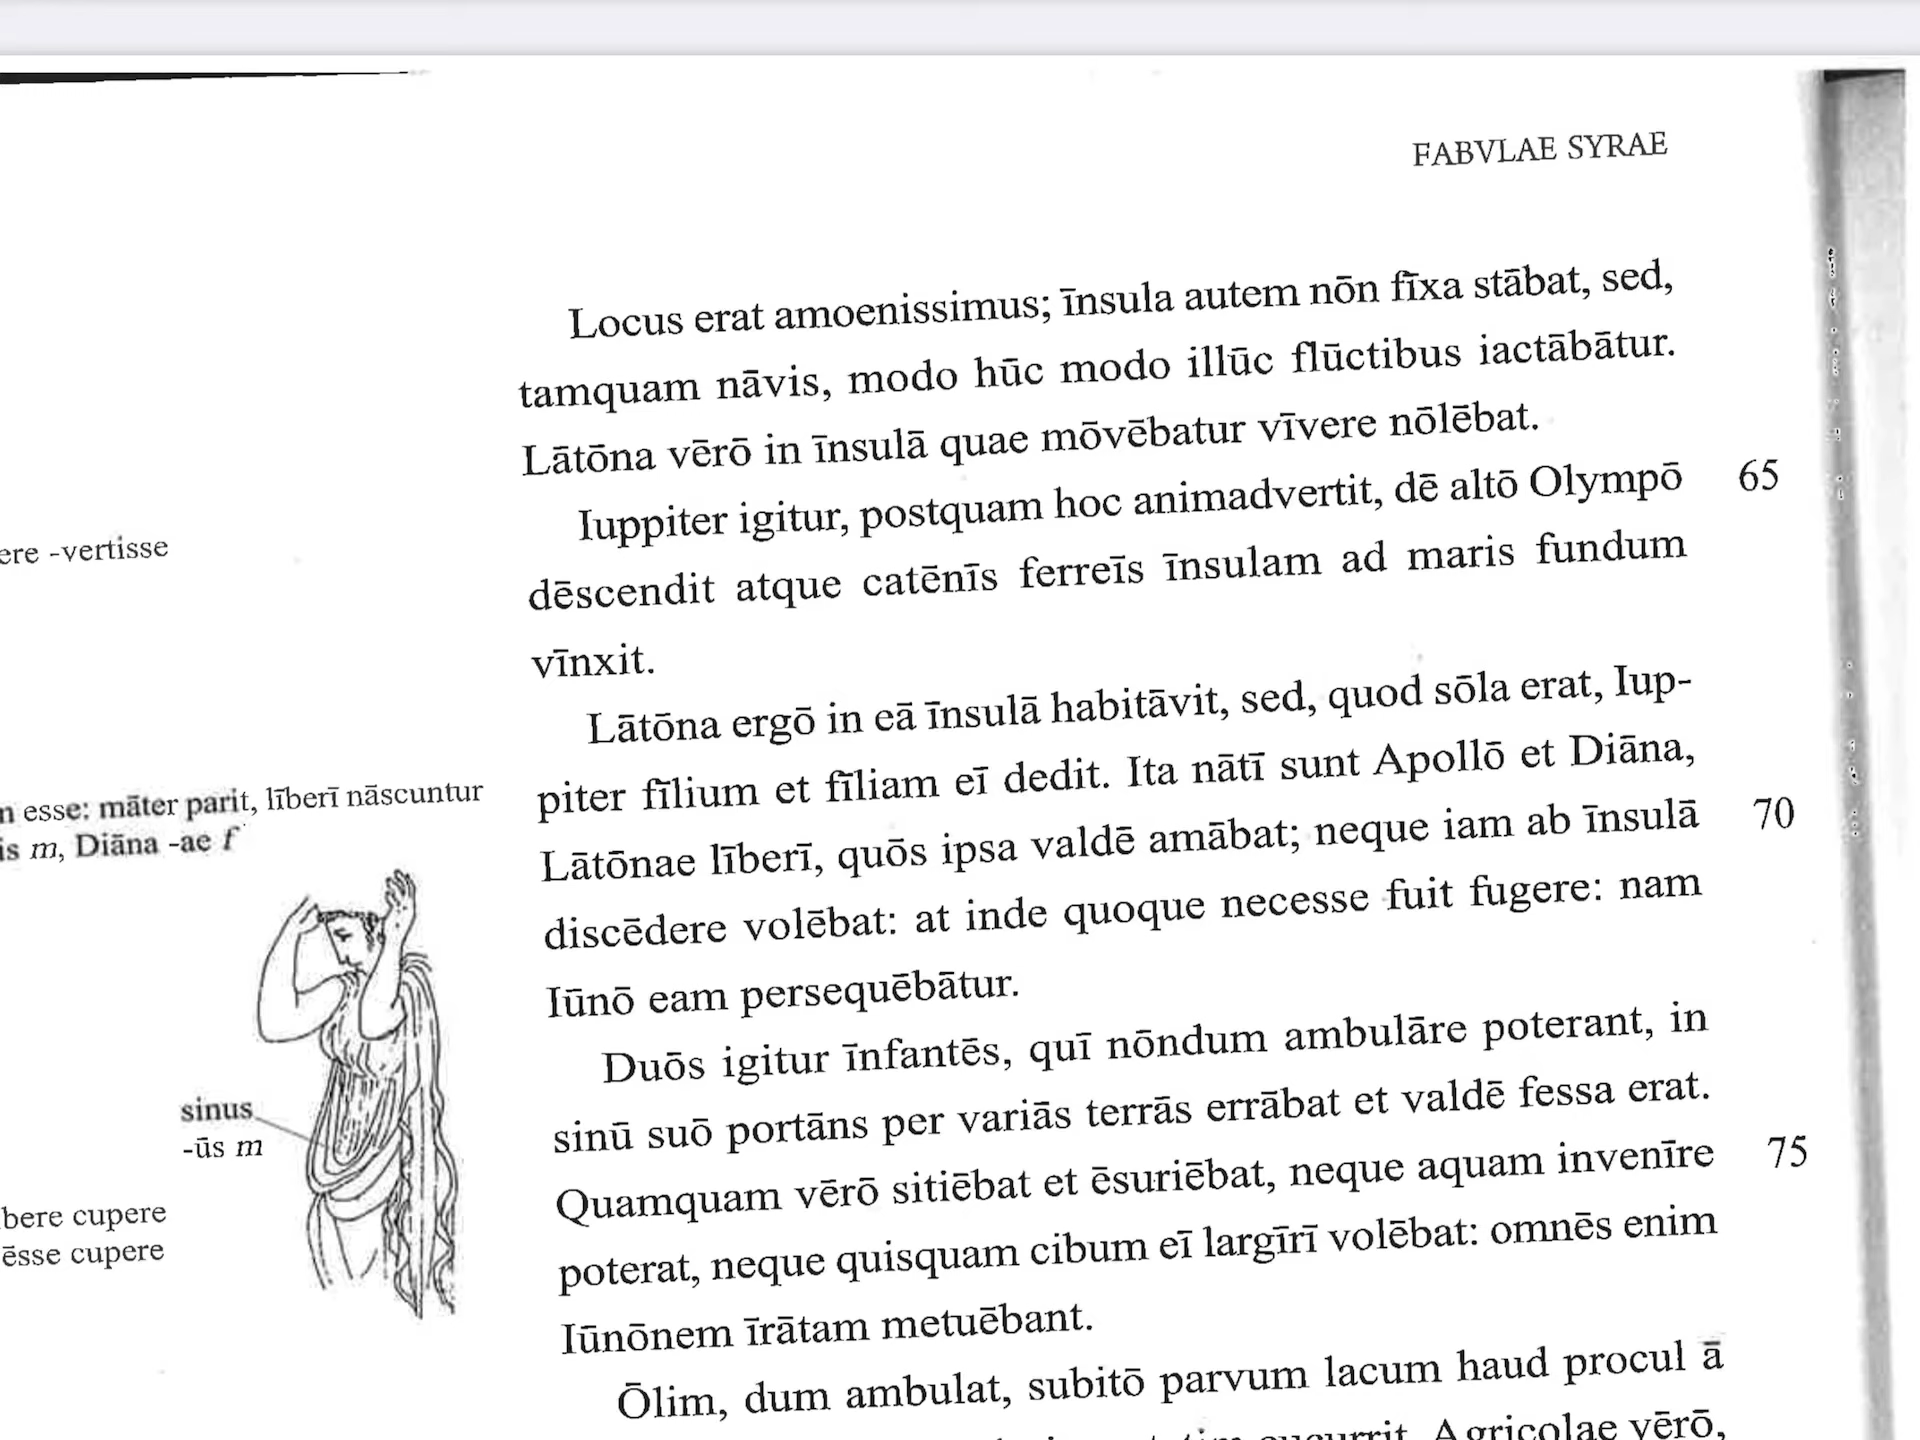 FABVLAE SYRAE
Locus erat amoenissimus; īnsula autem nōn fīxa stābat, sed,
tamquam nāvis, modo hūc modo illūc flūctibus iactābātur.
Lātōna vērō in īnsulā quae mōvēbatur vīvere nōlēbat.
Iuppiter igitur, postquam hoc animadvertit, dē altō Olympō 65
dēscendit atque catēnīs ferreīs īnsulam ad maris fundum
vīnxit.
Lātōna ergō in eā īnsulā habitāvit, sed, quod sōla erat, Iup-
piter fīlium et fīliam eī dedit. Ita nātī sunt Apollō et Diāna,
Lātōnae līberī, quōs ipsa valdē amābat; neque iam ab īnsulā 70
discēdere volēbat: at inde quoque necesse fuit fugere: nam
Iūnō eam persequēbātur.
Duōs igitur īnfantēs, quī nōndum ambulāre poterant, in
sinū suō portāns per variās terrās errābat et valdē fessa erat.
Quamquam vērō sitiēbat et ēsuriēbat, neque aquam invenīre 75
poterat, neque quisquam cibum eī largīrī volēbat: omnēs enim
Iūnōnem īrātam metuēbant.
Ōlim, dum ambulat, subitō parvum lacum haud procul ā
cucurrit. Agricolae vērō,
ere -vertisse
n esse: māter parit, līberī nāscuntur
is m, Diāna -ae f
sinus
-ūs m
bere cupere
ēsse cupere